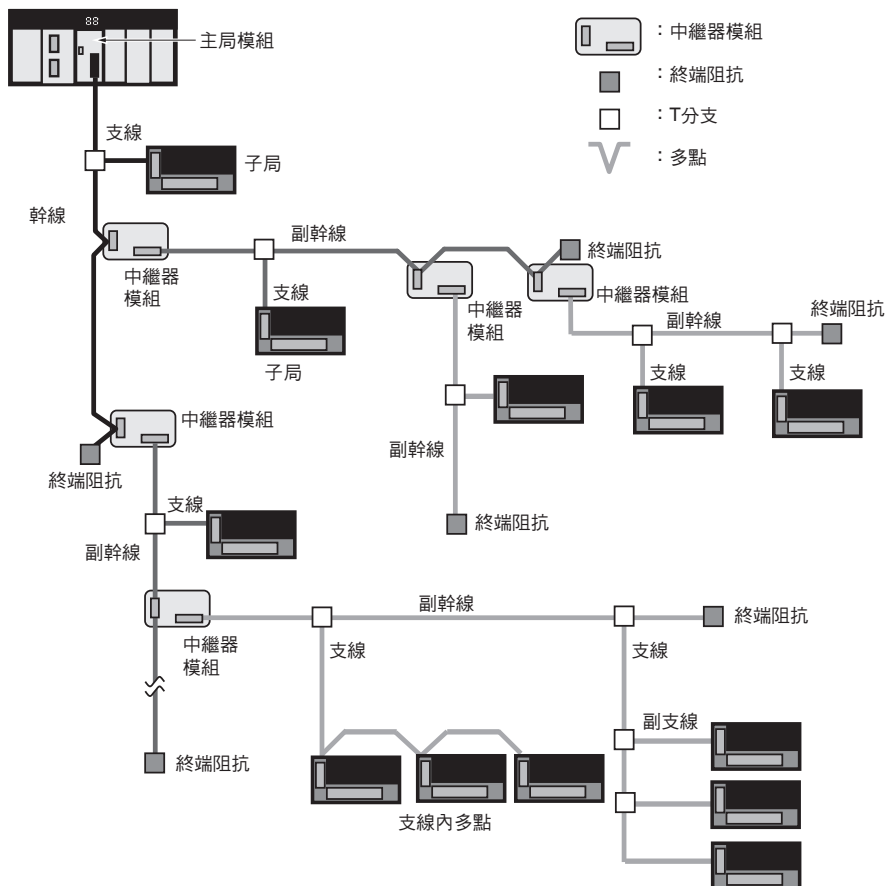 88
主局模組
：中繼器模組
：終端阻抗
：T分支
：多點
支線
子局
幹線
中繼器
模組
副幹線
支線
子局
終端阻抗
中繼器
模組
中繼器模組
副幹線
終端阻抗
支線
支線
副幹線
終端阻抗
中繼器模組
終端阻抗
支線
副幹線
中繼器
模組
終端阻抗
副幹線
終端阻抗
支線
支線
副支線
支線內多點